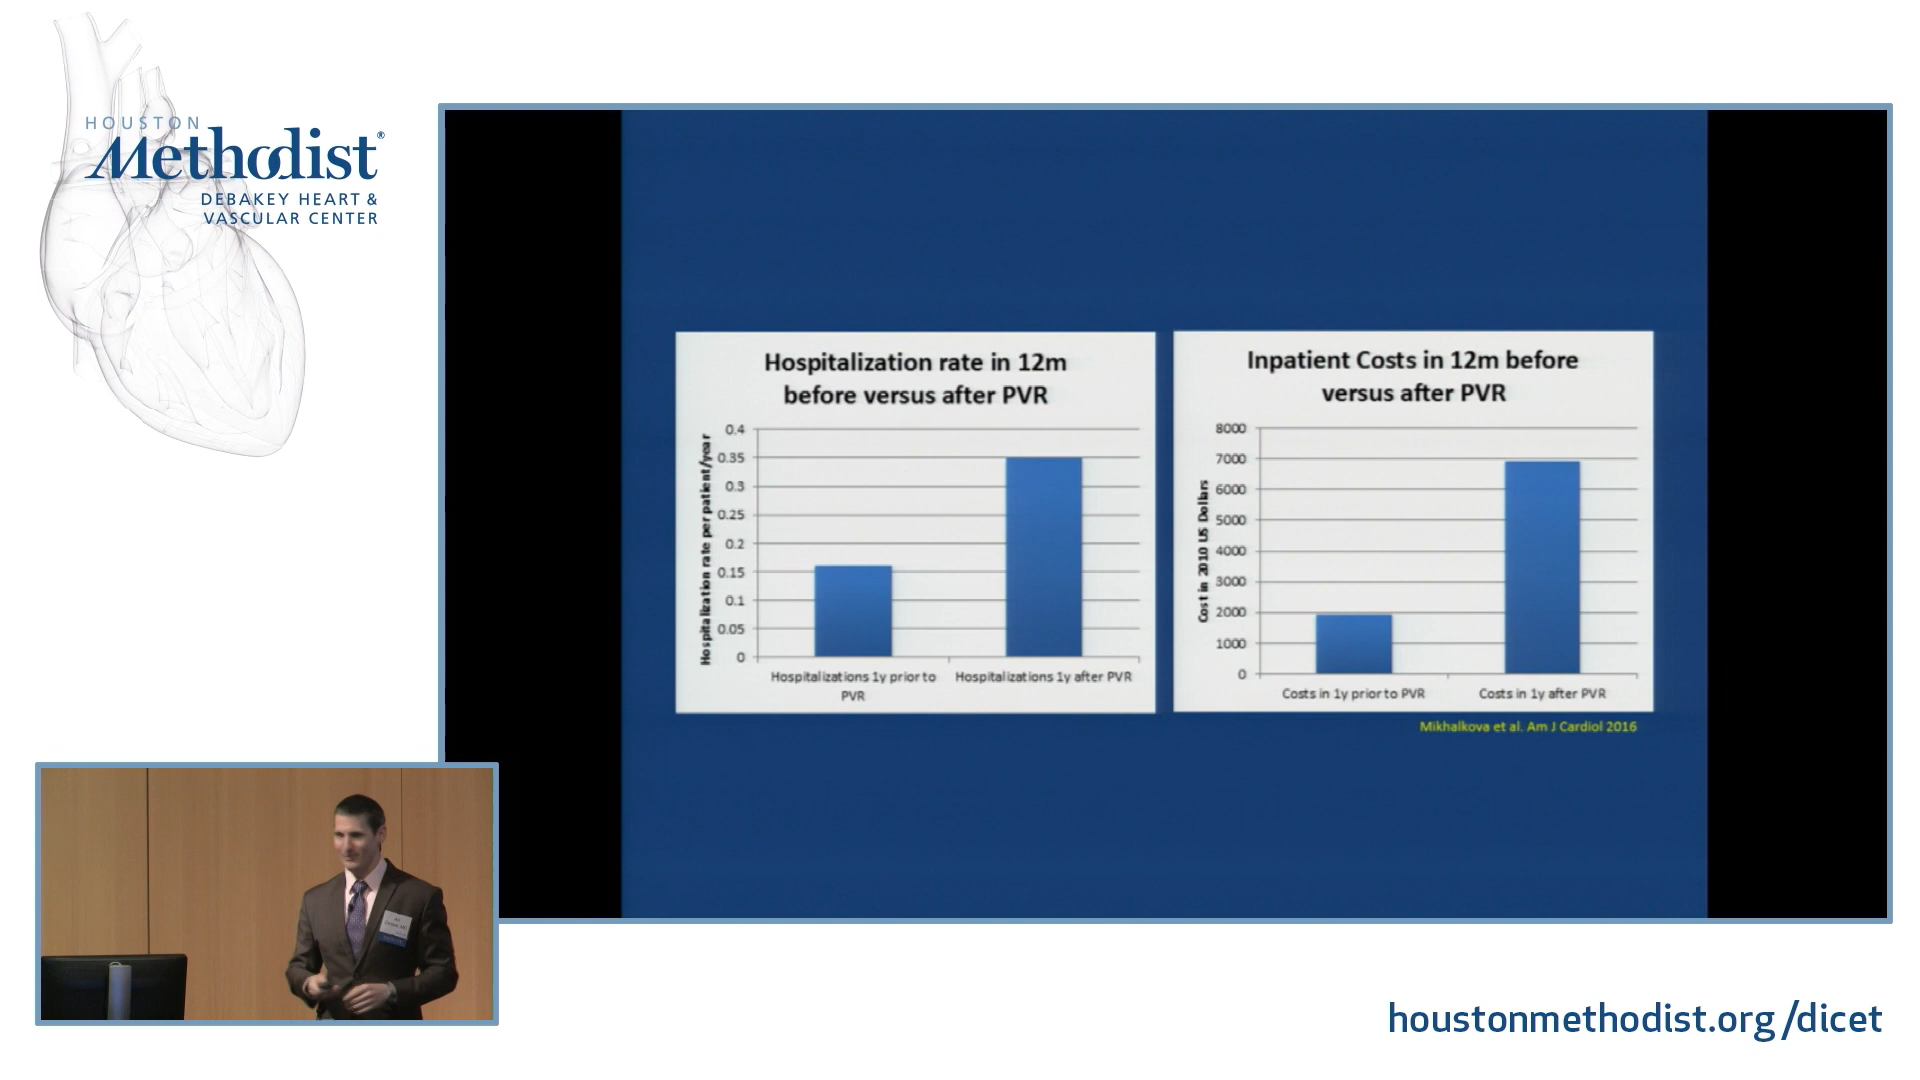 HOUSTON
Methodist®
DEBAKEY HEART &
VASCULAR CENTER
Hospitalization rate in 12m
before versus after PVR
Hospitalization rate per patient/year
0.4
0.35
0.3
0.25
0.2
0.15
0.1
0.05
0
Hospitalizations 1y prior to
PVR
Hospitalizations 1y after PVR
Inpatient Costs in 12m before
versus after PVR
Cost in 2010 US Dollars
8000
7000
6000
5000
4000
3000
2000
1000
0
Costs in 1y prior to PVR
Costs in 1y after PVR
Mikhalkova et al. Am J Cardiol 2016
houstonmethodist.org/dicet